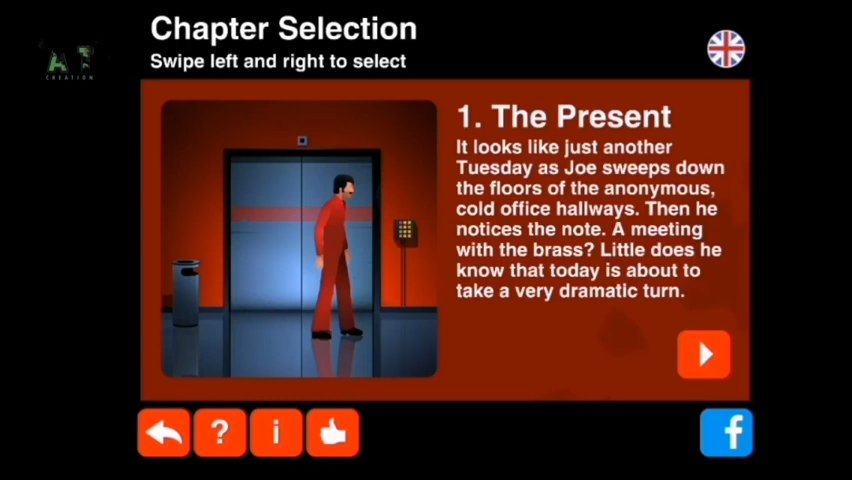 Chapter Selection
Swipe left and right to select
AT
CREATION
1. The Present
It looks like just another
Tuesday as Joe sweeps down
the floors of the anonymous,
cold office hallways. Then he
notices the note. A meeting
with the brass? Little does he
know that today is about to
take a very dramatic turn.
?
i
f